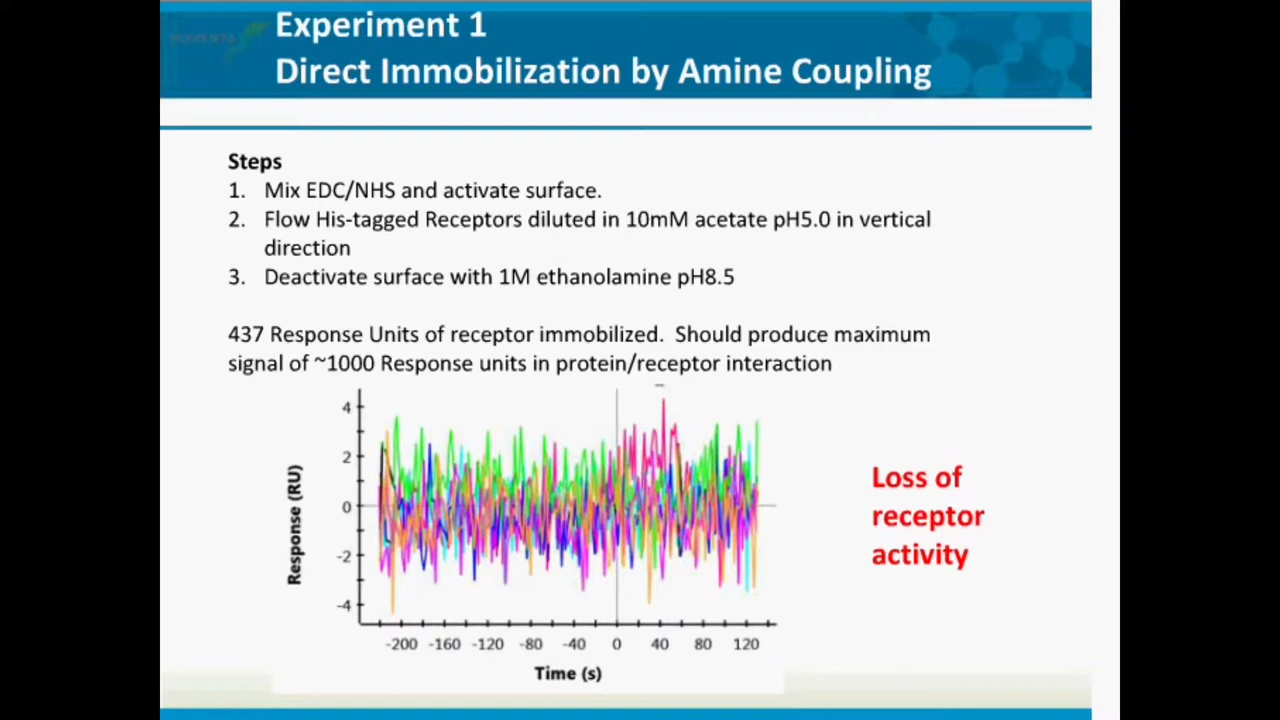 Experiment 1
Direct Immobilization by Amine Coupling
Steps
1. Mix EDC/NHS and activate surface.
2. Flow His-tagged Receptors diluted in 10mM acetate pH5.0 in vertical
direction
3. Deactivate surface with 1M ethanolamine pH8.5
437 Response Units of receptor immobilized. Should produce maximum
signal of ~1000 Response units in protein/receptor interaction
4
2
0
-2
-4
Response (RU)
-200 -160 -120 -80 -40 0 40 80 120
Time (s)
Loss of
receptor
activity